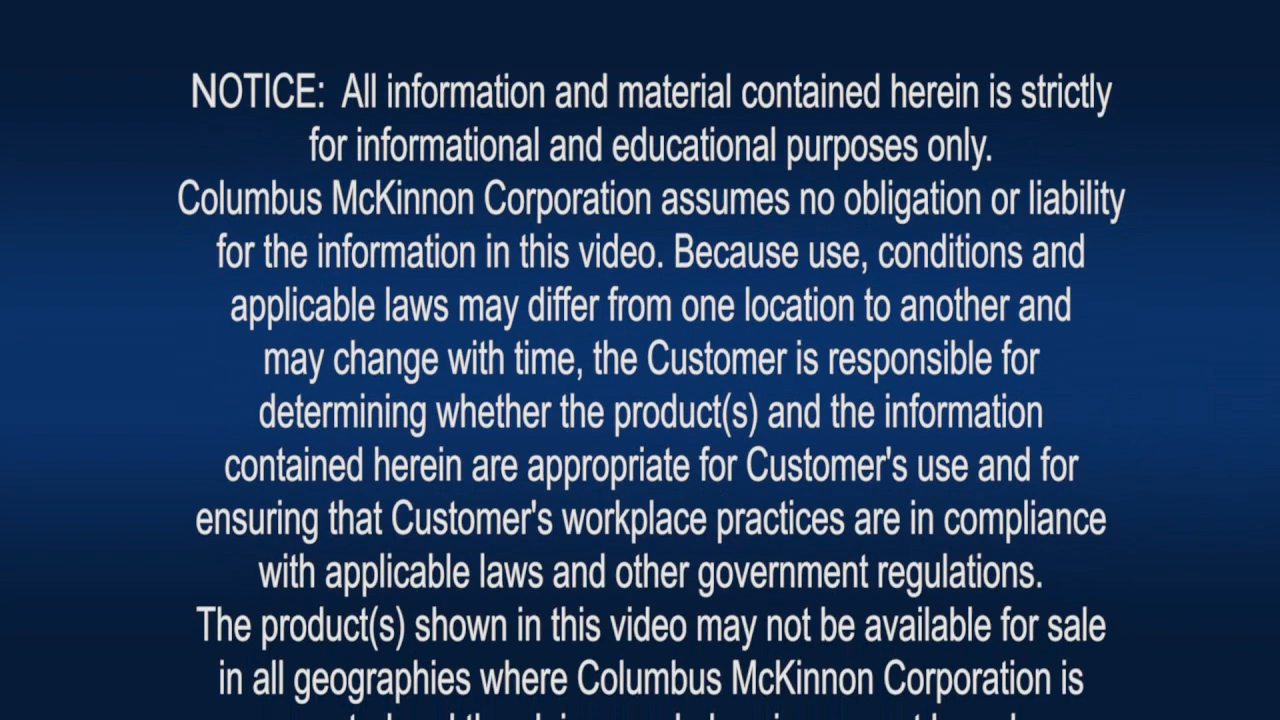 NOTICE:  All information and material contained herein is strictly
for informational and educational purposes only.
Columbus McKinnon Corporation assumes no obligation or liability
for the information in this video. Because use, conditions and
applicable laws may differ from one location to another and
may change with time, the Customer is responsible for
determining whether the product(s) and the information
contained herein are appropriate for Customer's use and for
ensuring that Customer's workplace practices are in compliance
with applicable laws and other government regulations.
The product(s) shown in this video may not be available for sale
in all geographies where Columbus McKinnon Corporation is